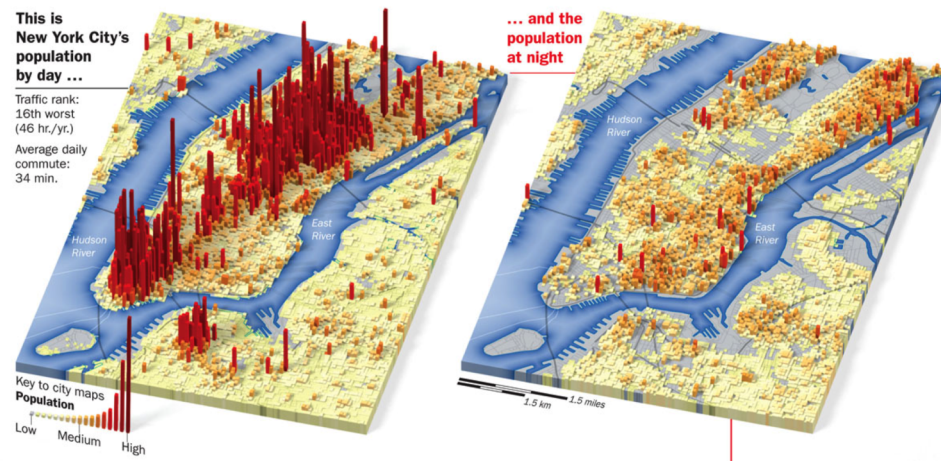 This is
New York City's
population
by day ...
Traffic rank:
16th worst
(46 hr./yr.)
Average daily
commute:
34 min.
Hudson
River
East
River
Key to city maps
Population
Low
Medium
High
... and the
population
at night
Hudson
River
East
River
1.5 km
1.5 miles